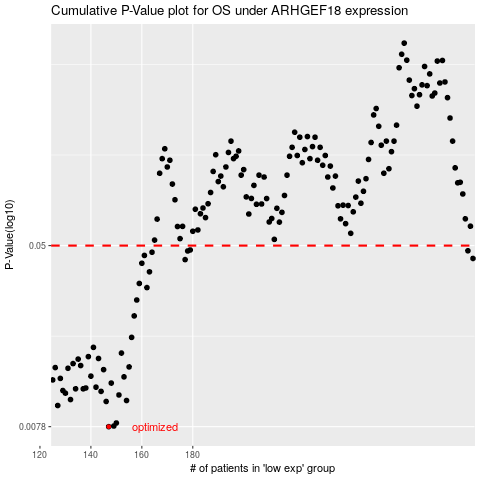 Cumulative P-Value plot for OS under ARHGEF18 expression
P-Value(log10)
0.05
0.0078
optimized
120 140 160 180
# of patients in 'low exp' group